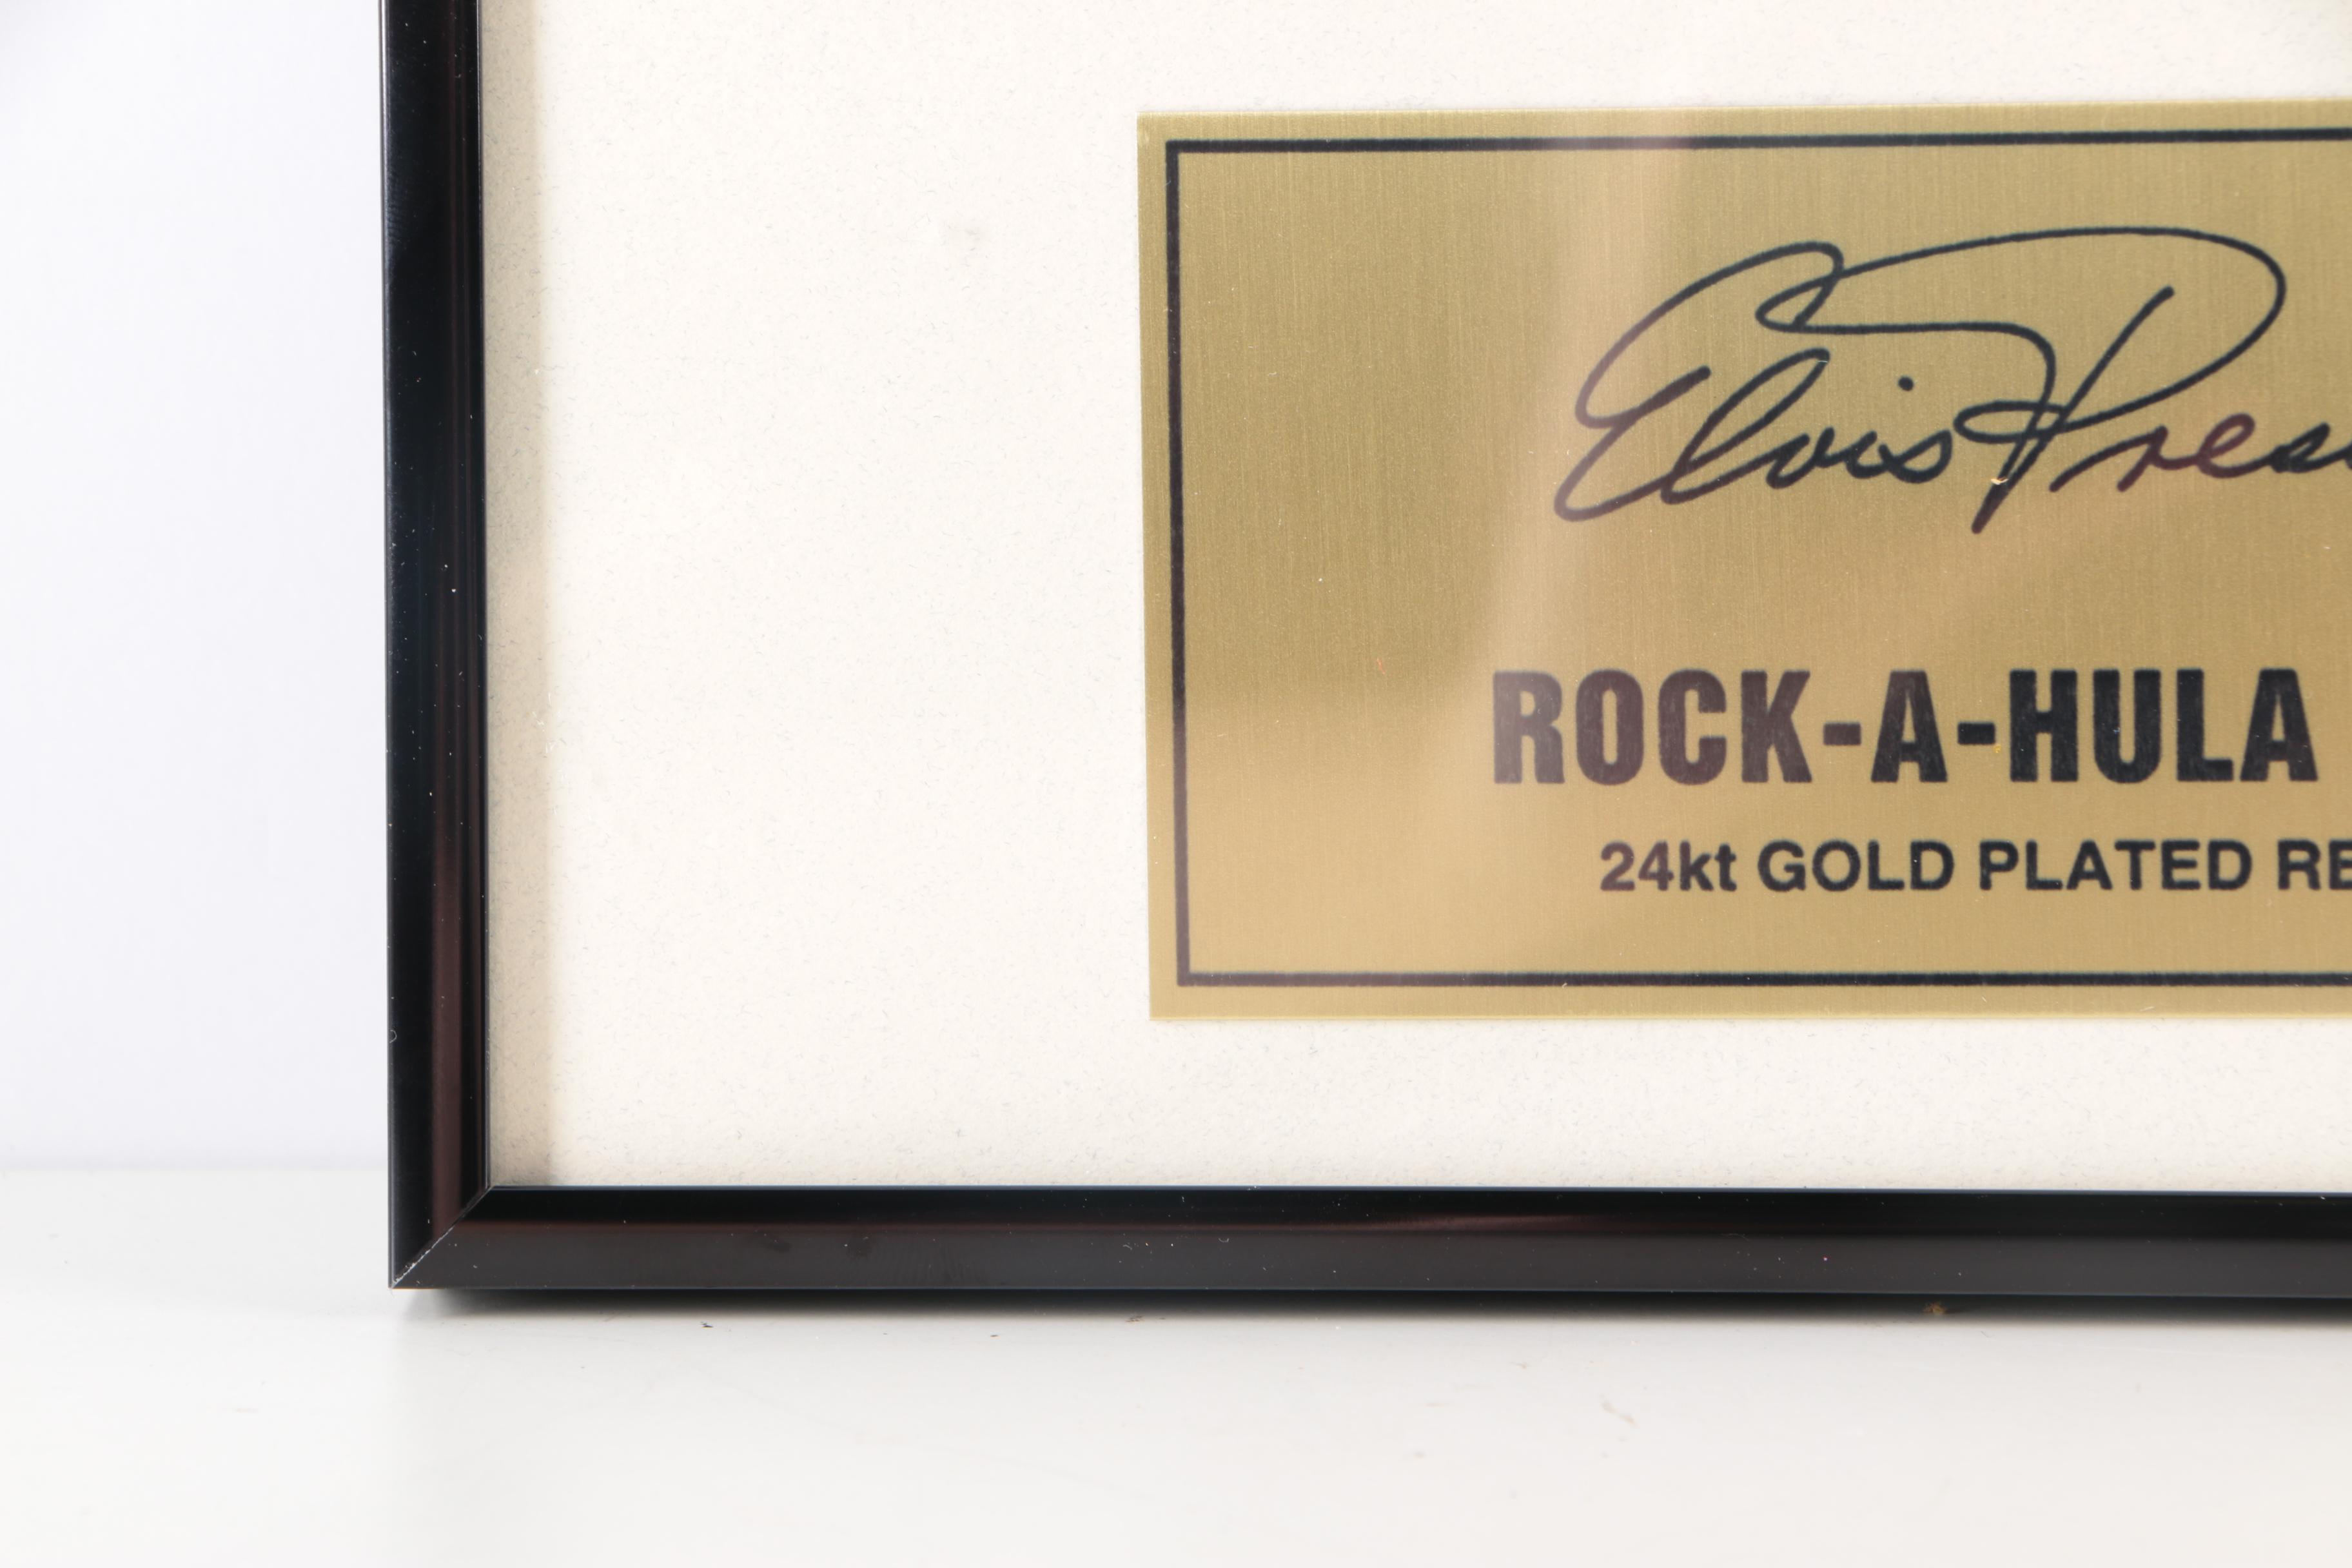 Elvis Pres
ROCK-A-HULA
24kt GOLD PLATED RE